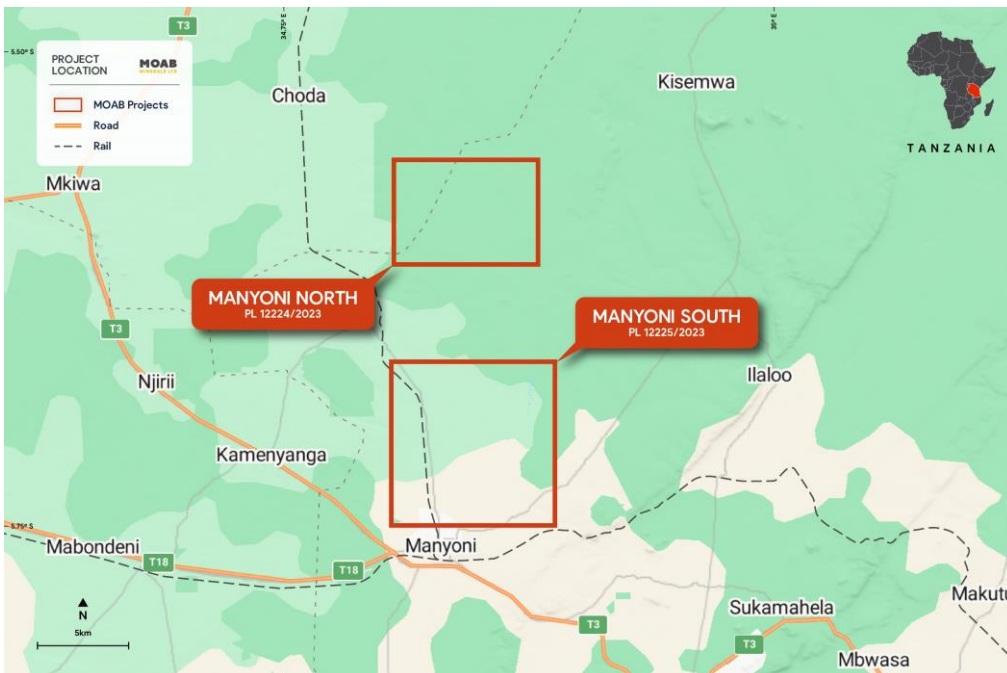 T3
5.50° S
34.75° E
35° E
PROJECT
LOCATION
MOAB
MINERALS LTD
MOAB Projects
Road
Rail
TANZANIA
Choda
Kisemwa
Mkiwa
MANYONI NORTH
PL 12224/2023
MANYONI SOUTH
PL 12225/2023
T3
Njirii
Ilaloo
Kamenyanga
5.75° S
Mabondeni
T18
T18
Manyoni
N
5km
T3
Sukamahela
Makutu
T3
Mbwasa